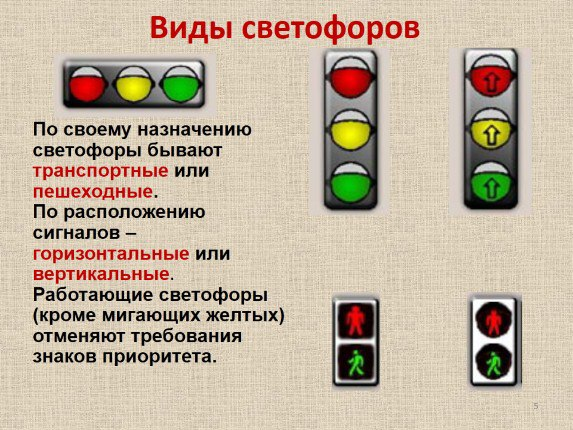 Виды светофоров
По своему назначению
светофоры бывают
транспортные или
пешеходные.
По расположению
сигналов –
горизонтальные или
вертикальные.
Работающие светофоры
(кроме мигающих желтых)
отменяют требования
знаков приоритета.
5